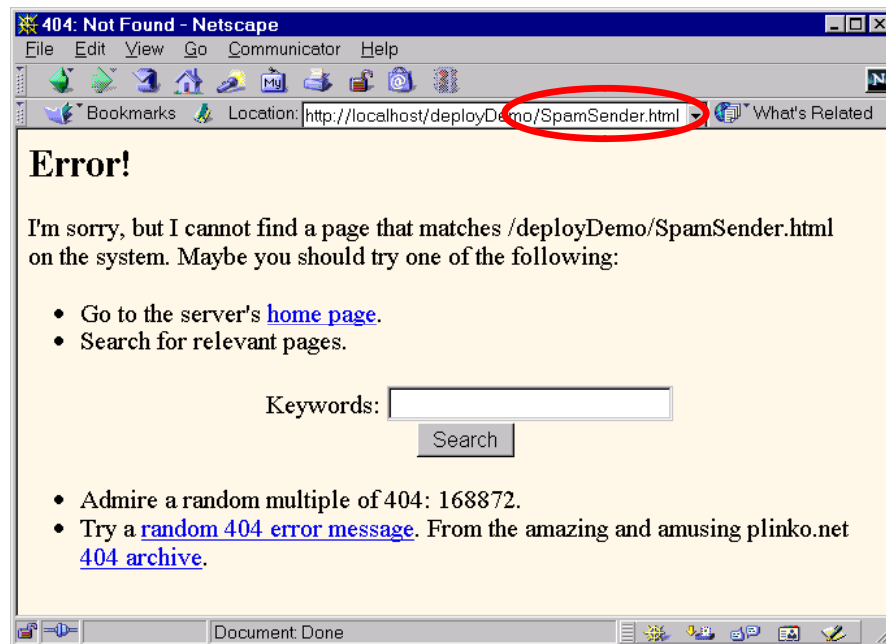 404: Not Found - Netscape
File Edit View Go Communicator Help
My
N
Bookmarks Location: http://localhost/deployDemo/SpamSender.html What's Related
Error!
I'm sorry, but I cannot find a page that matches /deployDemo/SpamSender.html
on the system. Maybe you should try one of the following:
• Go to the server's home page.
• Search for relevant pages.
Keywords:
Search
• Admire a random multiple of 404: 168872.
• Try a random 404 error message. From the amazing and amusing plinko.net
404 archive.
Document: Done